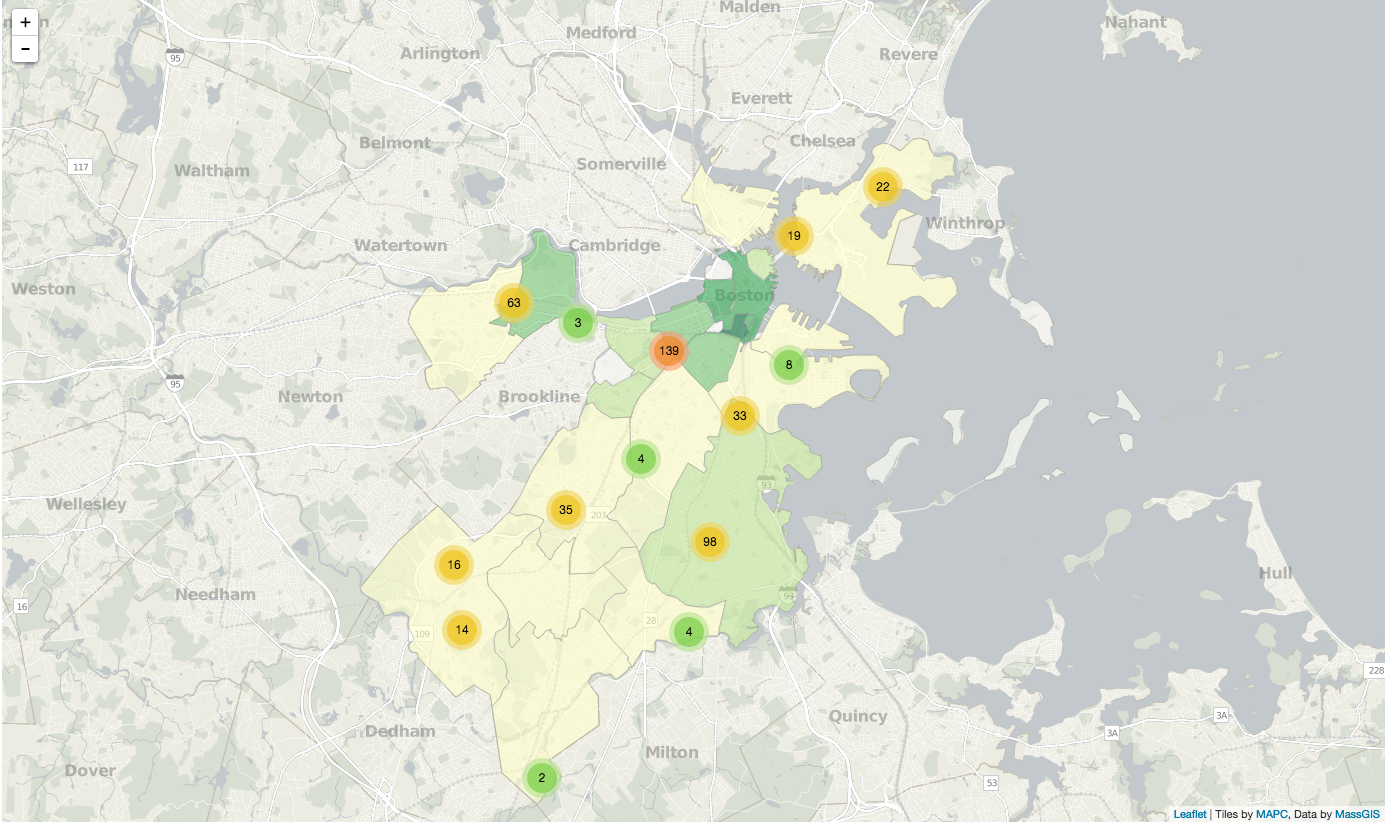 +
Malden
Nahant
Medford
−
Arlington
95
Revere
Everett
Belmont
Chelsea
117
Waltham
Somerville
22
Winthrop
19
Watertown
Cambridge
Weston
Boston
63
3
139
8
95
Newton
Brookline
33
4
93
Wellesley
35
203
98
16
Hull
Needham
93
16
28
14
109
4
228
Quincy
3A
Dedham
3A
Milton
Dover
2
53
Leaflet | Tiles by MAPC, Data by MassGIS